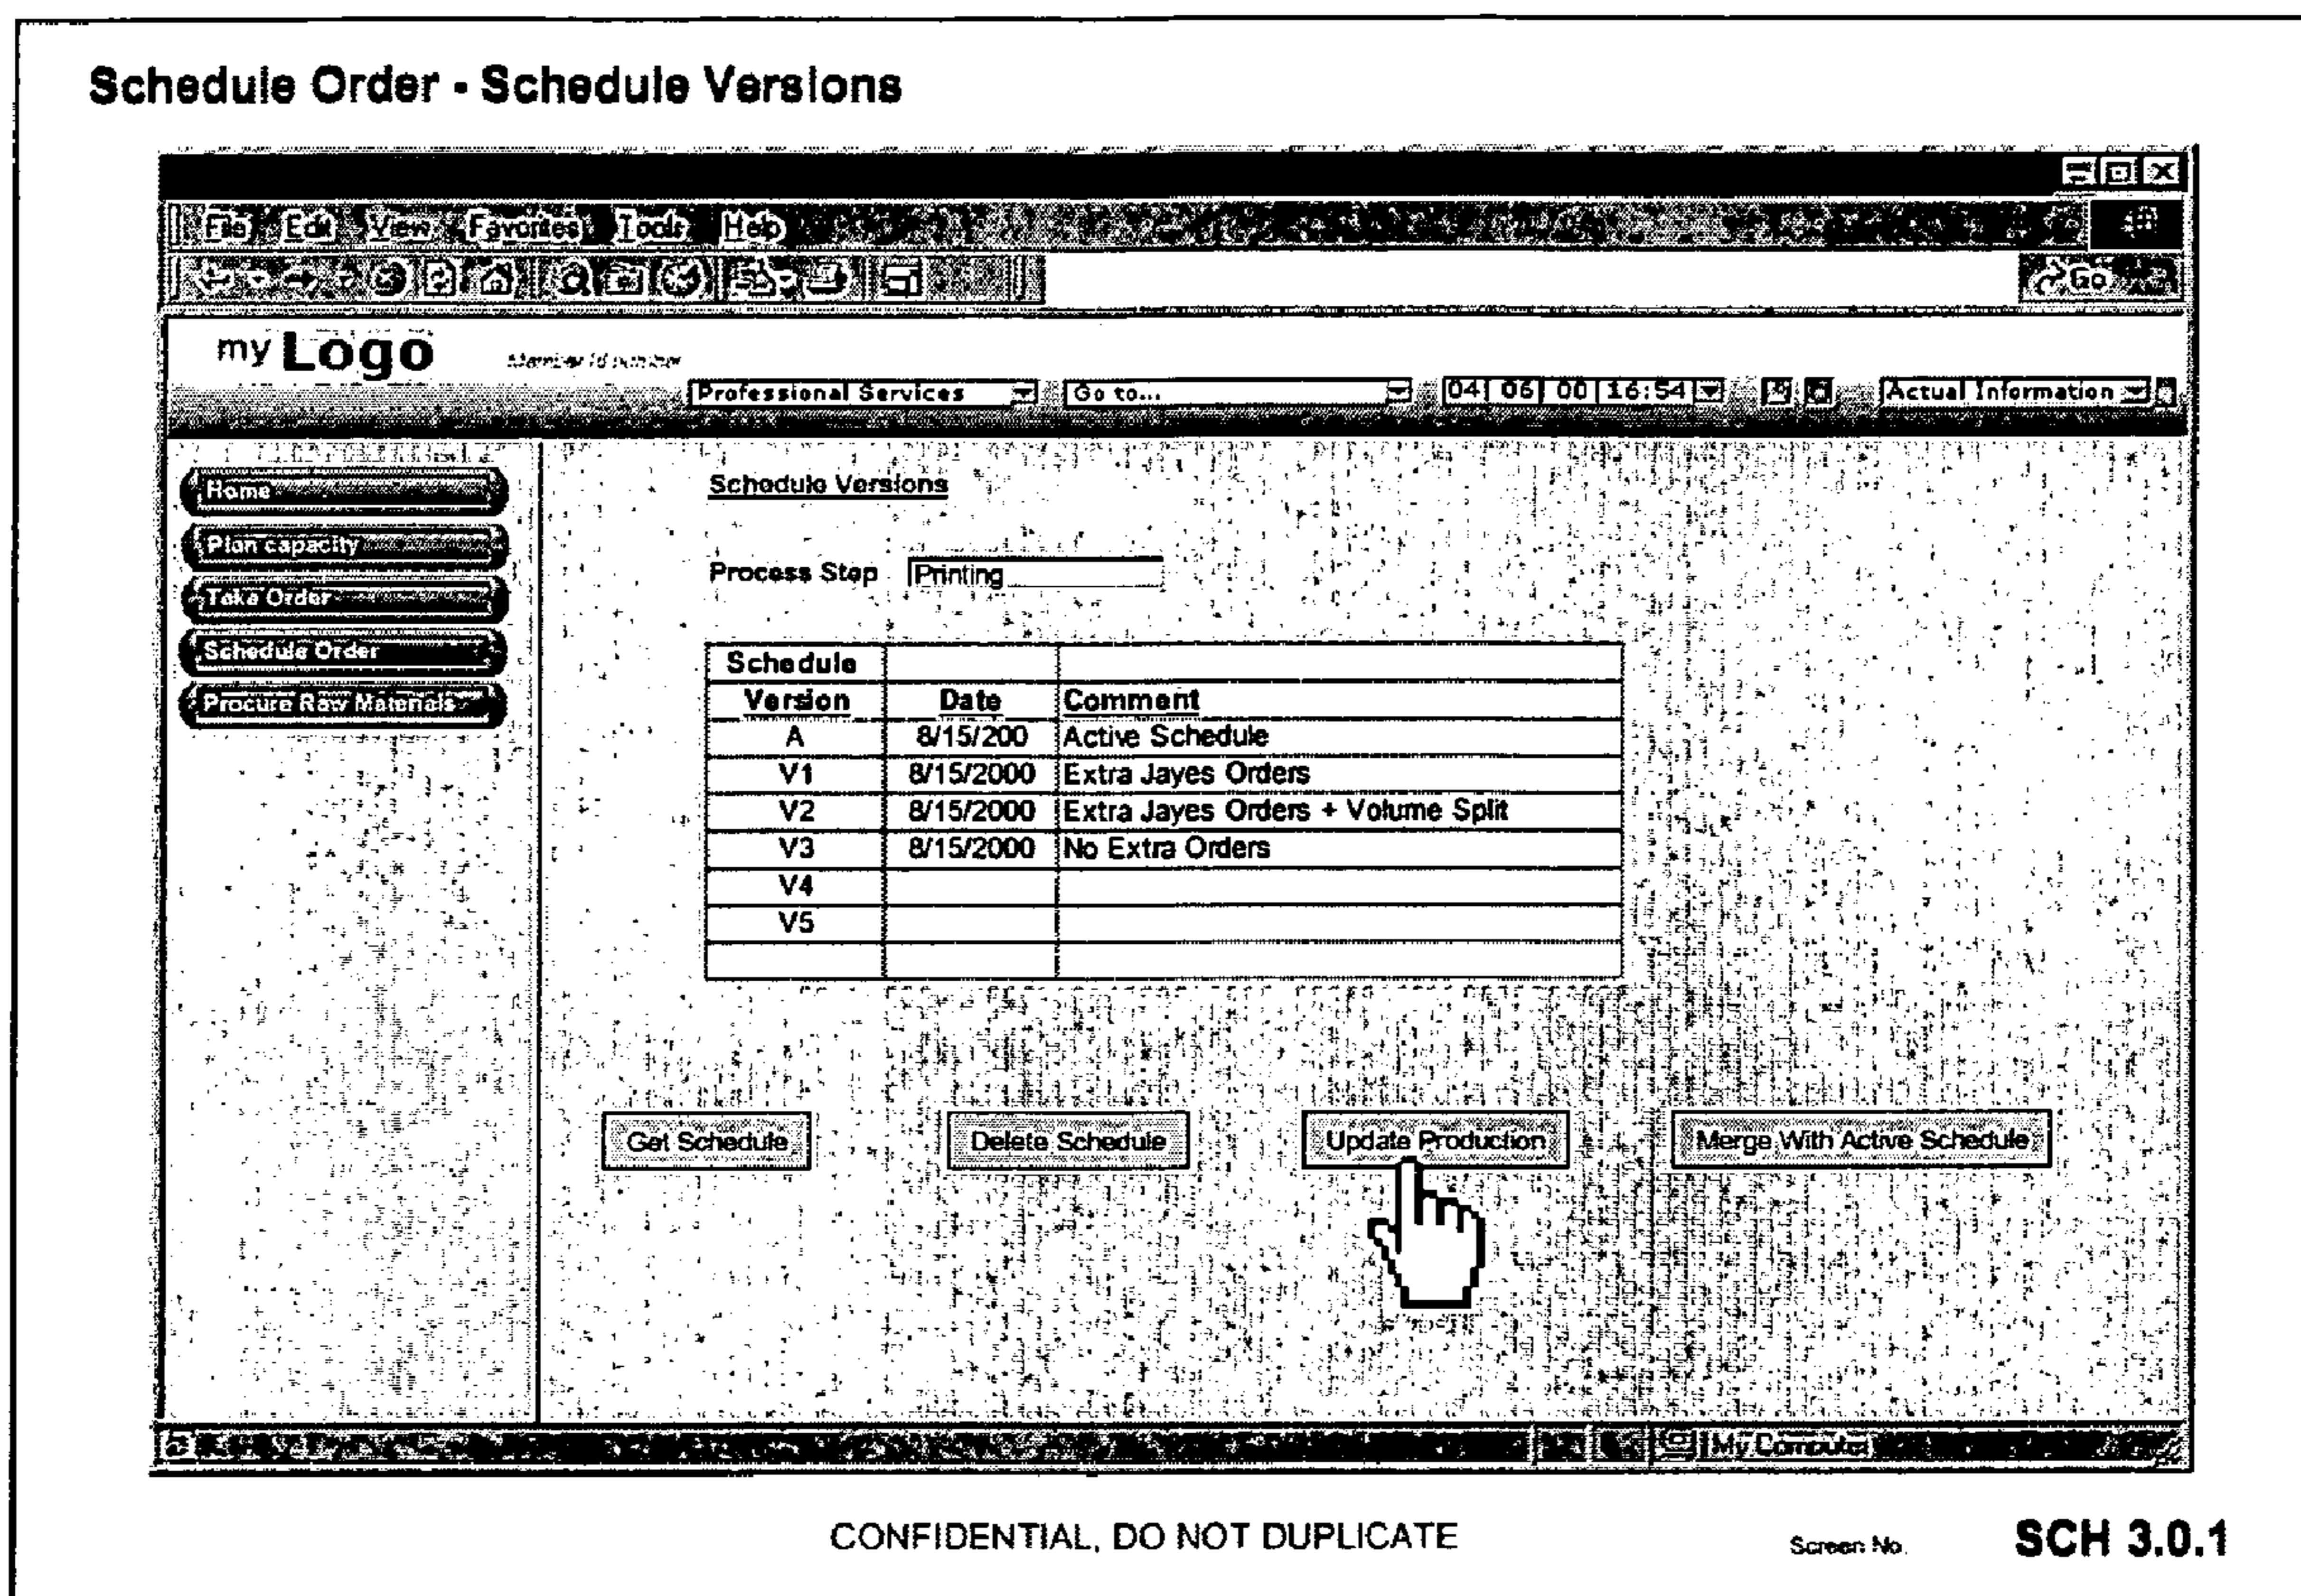 Schedule Order - Schedule Versions
File Edit View Favorites Tools Help
Go
my Logo Member Id number
Professional Services Go to... 04 06 00 16:54 Actual Information
Home
Plan capacity
Take Order
Schedule Order
Procure Raw Materials
Schedule Versions
Process Step Printing
Schedule
Version Date Comment
A 8/15/200 Active Schedule
V1 8/15/2000 Extra Jayes Orders
V2 8/15/2000 Extra Jayes Orders + Volume Split
V3 8/15/2000 No Extra Orders
V4
V5
Get Schedule Delete Schedule Update Production Merge With Active Schedule
My Computer
CONFIDENTIAL, DO NOT DUPLICATE
Screen No. SCH 3.0.1